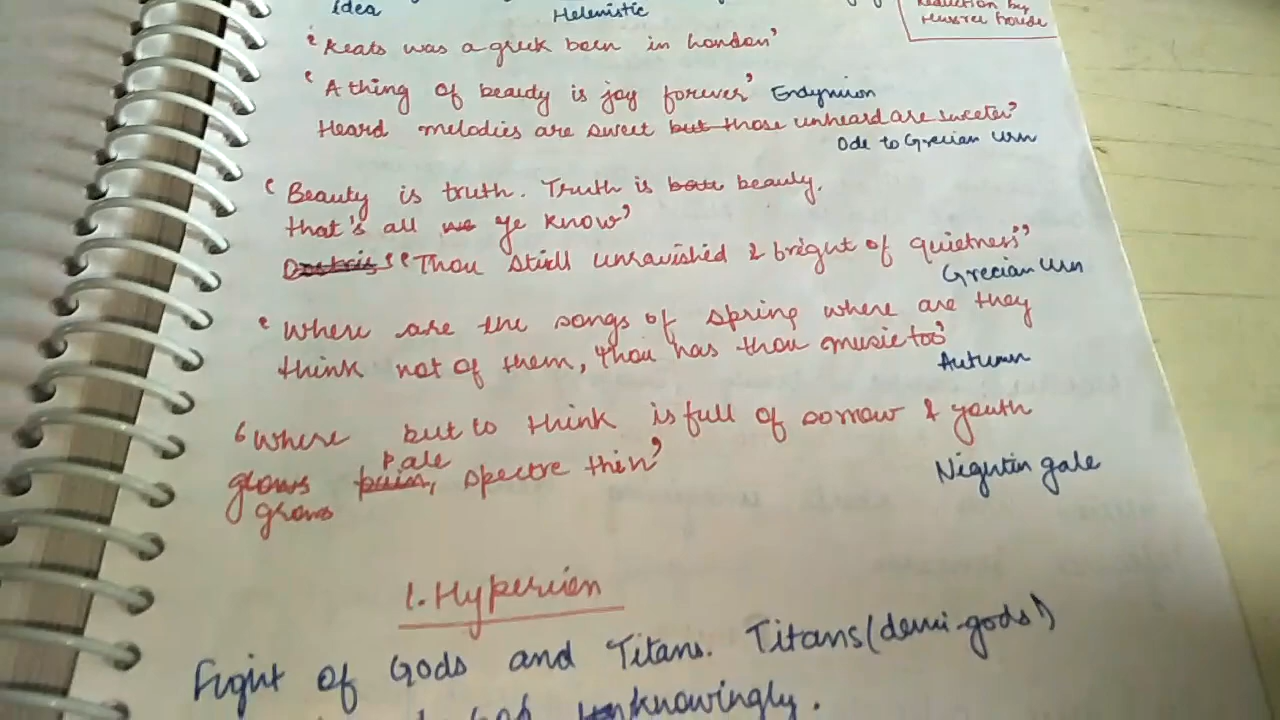 idea
Helenistic
Reduction by
'Keats was a greek born in London'
'A thing of beauty is joy forever' Endymion
Heard melodies are sweet but those unheard are sweeter'
Ode to Grecian Urn
'Beauty is truth. Truth is beauty.
that's all ye know'
"Thou still unravished & bright of quietness"
Grecian Urn
'Where are the songs of spring where are they
think not of them, thou has thou music too'
Autumn
'Where but to think is full of sorrow & youth
grows pale, spectre thin'
grows
Nightin gale
1. Hyperion
Fight of Gods and Titans. Titans (demi-gods')
unknowingly.